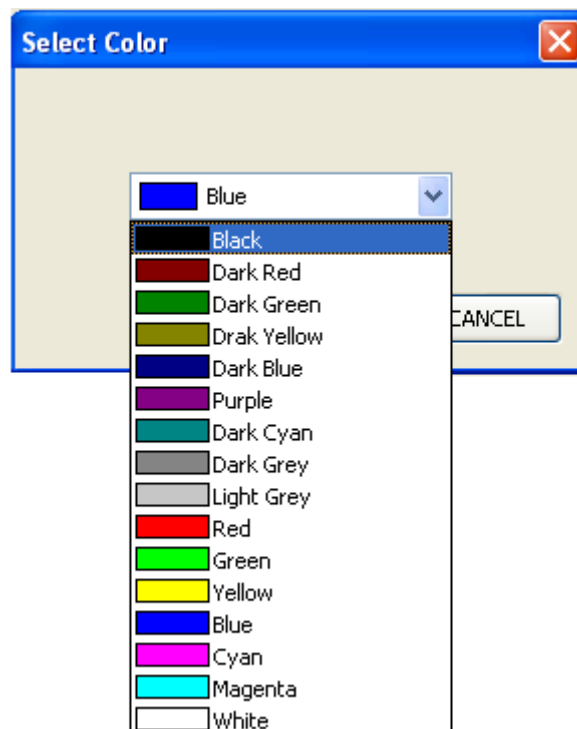 Select Color
Blue
Black
Dark Red
Dark Green
Drak Yellow
CANCEL
Dark Blue
Purple
Dark Cyan
Dark Grey
Light Grey
Red
Green
Yellow
Blue
Cyan
Magenta
White